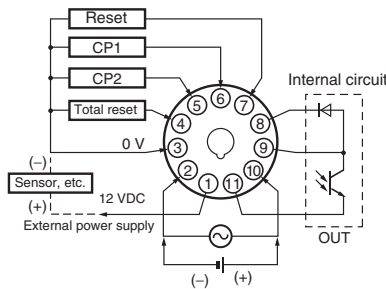 Reset
CP1
CP2
Total reset
Internal circuit
6
5
7
4
8
3
9
2
10
1
11
0 V
(−)
Sensor, etc.
(+)
12 VDC
External power supply
OUT
(−)
(+)